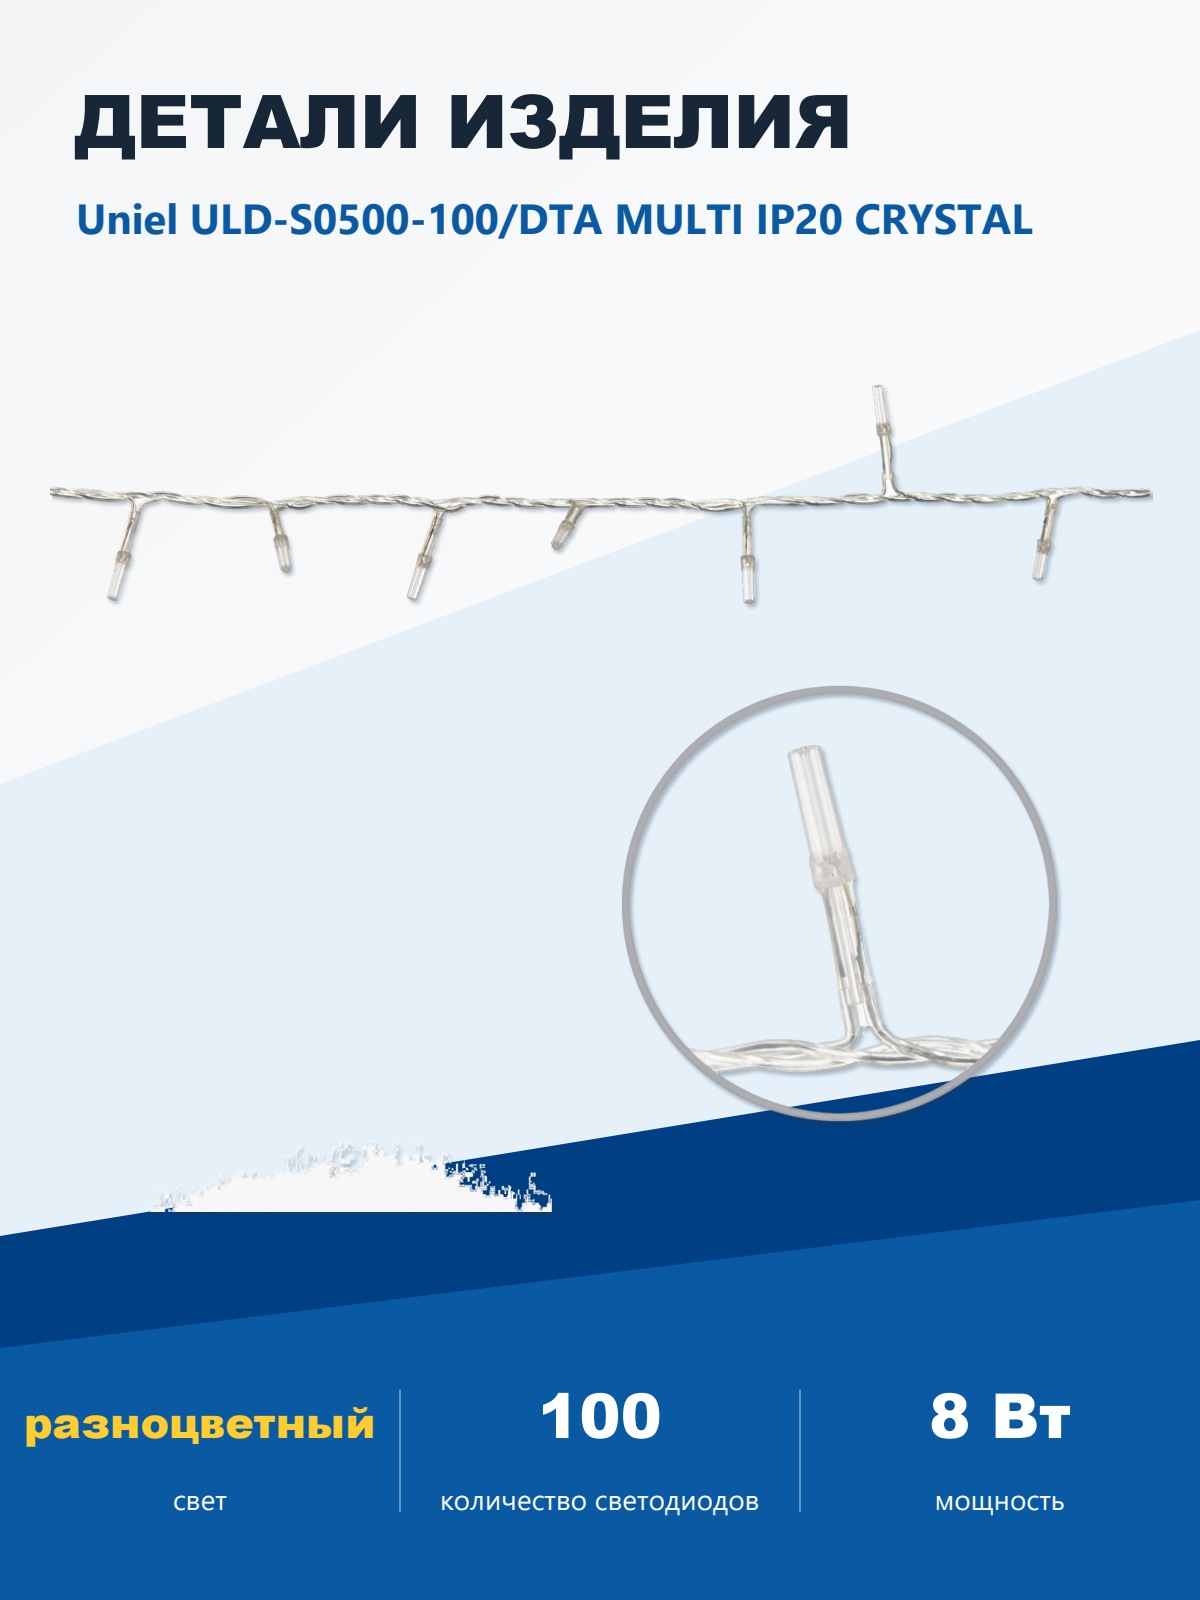 ДЕТАЛИ ИЗДЕЛИЯ
Uniel ULD-S0500-100/DTA MULTI IP20 CRYSTAL
разноцветный
свет
100
количество светодиодов
8 Вт
мощность